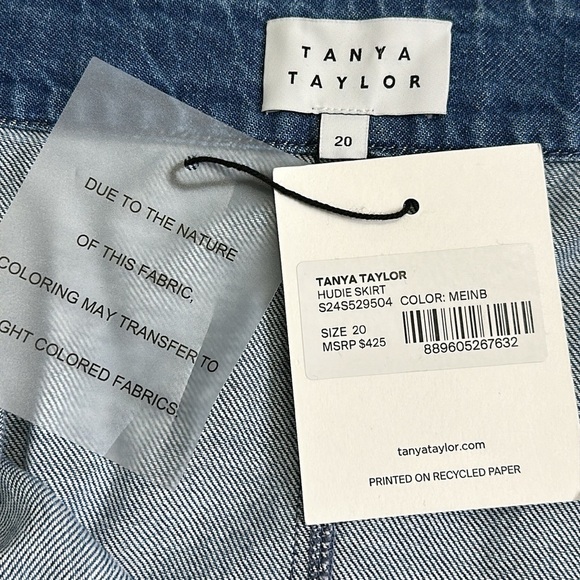 TANYA
TAYLOR
20
DUE TO THE NATURE
OF THIS FABRIC,
COLORING MAY TRANSFER TO
GHT COLORED FABRICS.
TANYA TAYLOR
HUDIE SKIRT
S24S529504 COLOR: MEINB
SIZE 20
MSRP $425
889605267632
tanyataylor.com
PRINTED ON RECYCLED PAPER